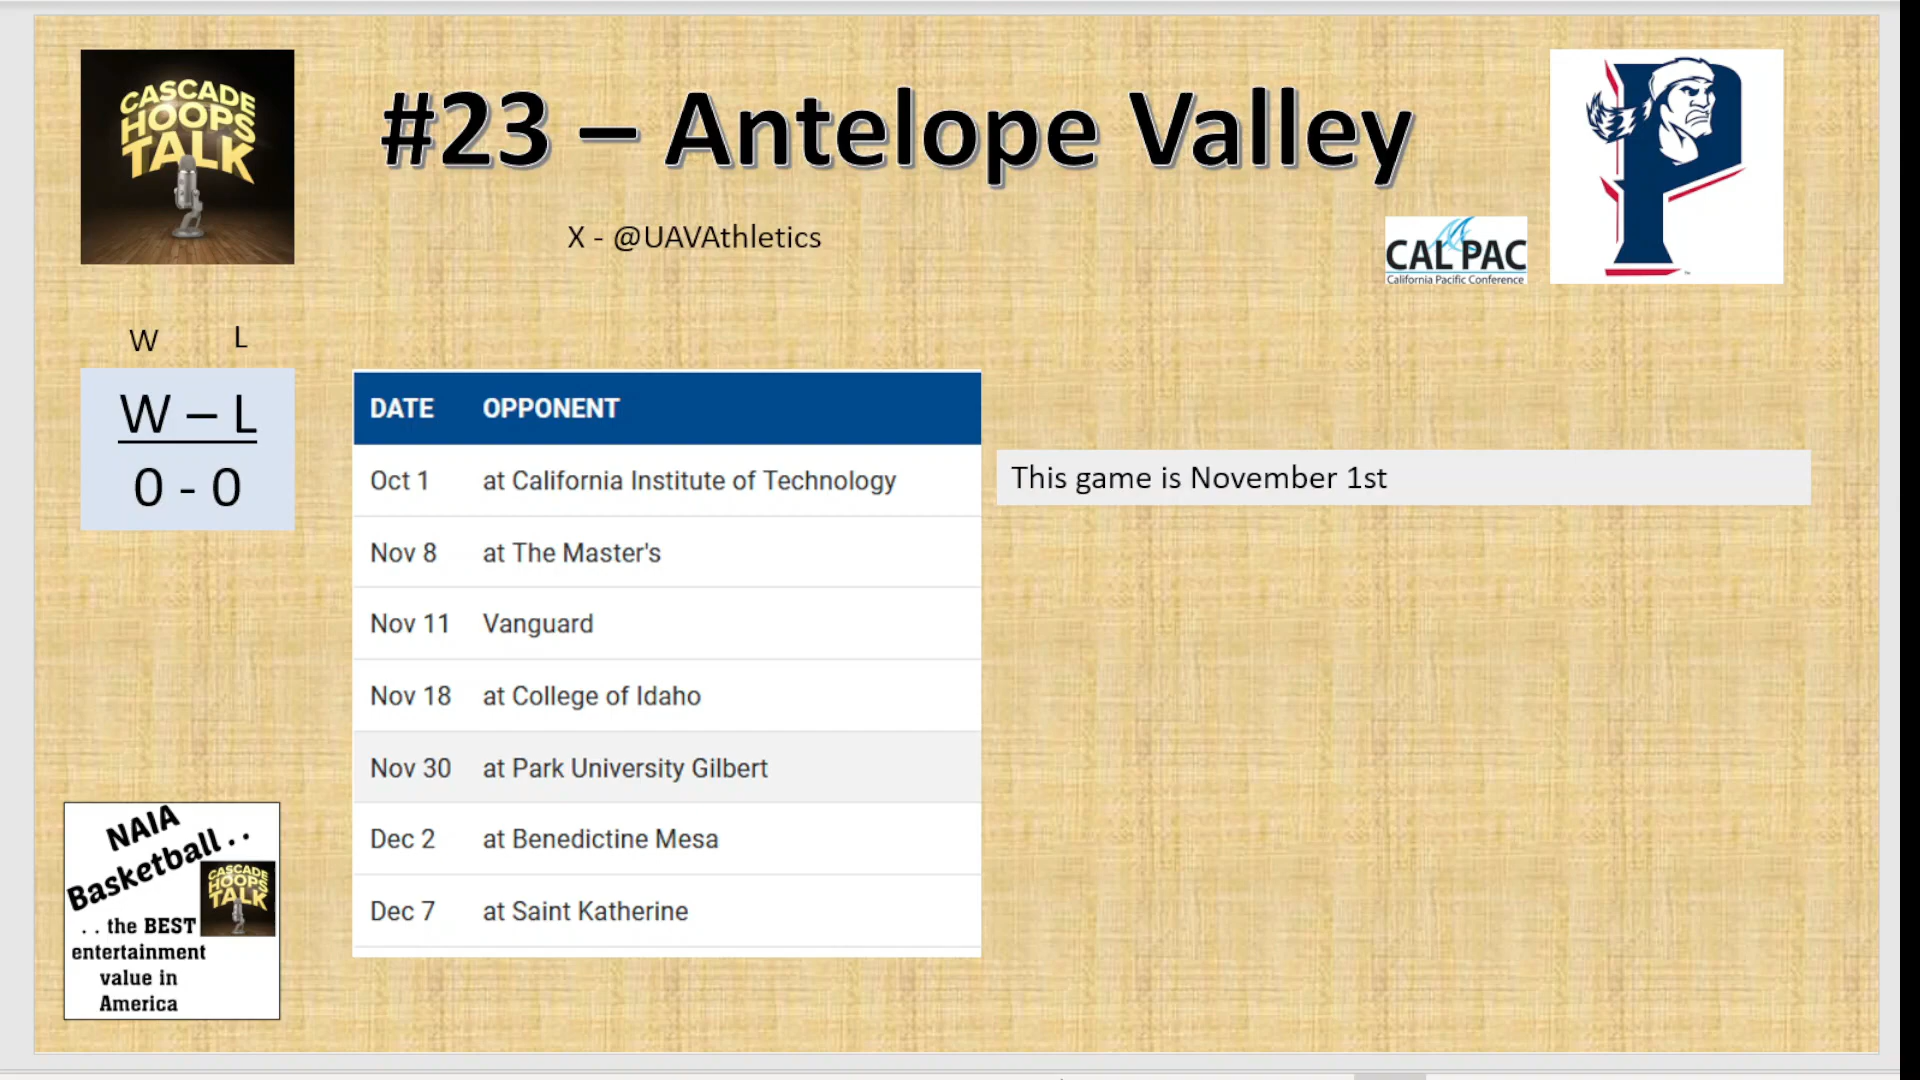 CASCADE
HOOPS
TALK
#23 – Antelope Valley
X - @UAVAthletics
CAL PAC
California Pacific Conference
W L
W – L
0 - 0
DATE OPPONENT
Oct 1 at California Institute of Technology
This game is November 1st
Nov 8 at The Master's
Nov 11 Vanguard
Nov 18 at College of Idaho
Nov 30 at Park University Gilbert
Dec 2 at Benedictine Mesa
Dec 7 at Saint Katherine
NAIA
Basketball . .
CASCADE
HOOPS
TALK
. . the BEST
entertainment
value in
America